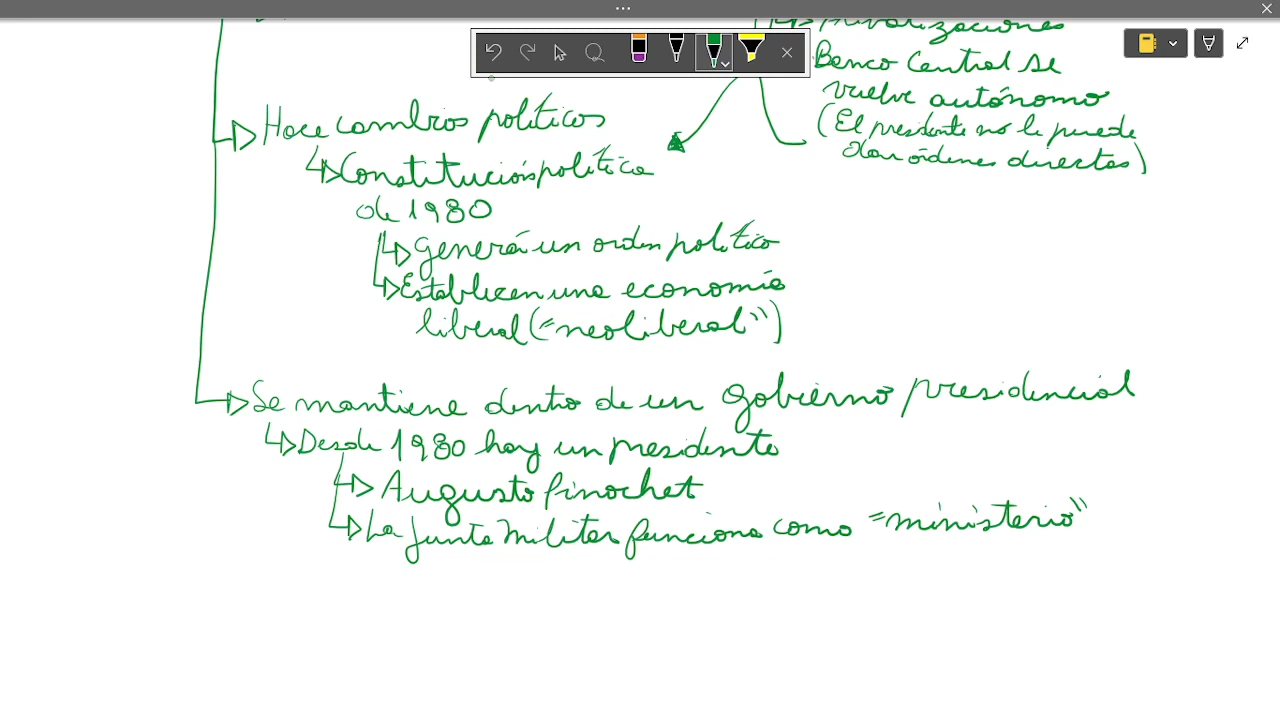 Privatizaciones
Banco Central se
vuelve autónomo
(El presidente no le puede
dar órdenes directas)
Hace cambios políticos
Constitución política
de 1980
Genera un orden político
Establecen una economía
liberal ("neoliberal")
Se mantiene dentro de un gobierno presidencial
Desde 1980 hay un presidente
Augusto Pinochet
La Junta Militar funciona como "ministerio"